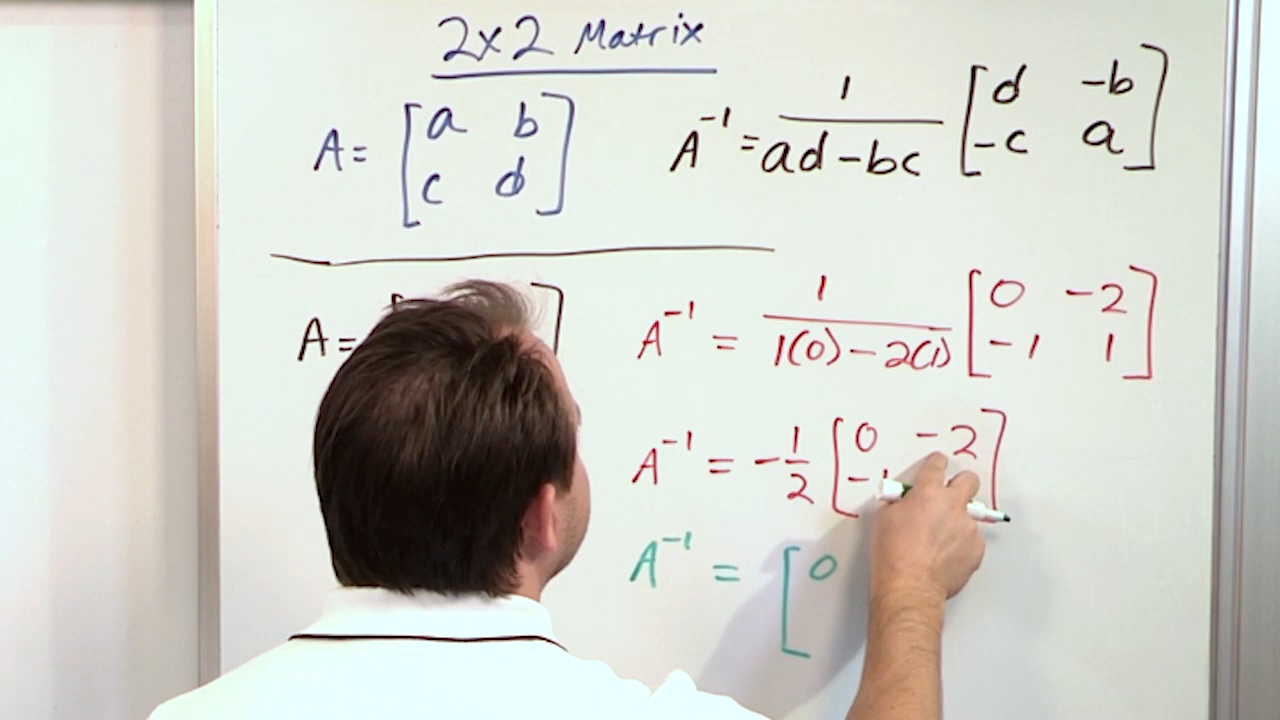 2x2 Matrix
A = [a b
c d]
A⁻¹ = 1/(ad-bc) [d -b
-c a]
A =
A⁻¹ = 1/(1(0) - 2(1)) [0 -2
-1 1]
A⁻¹ = -1/2 [0 -2
A⁻¹ = [0